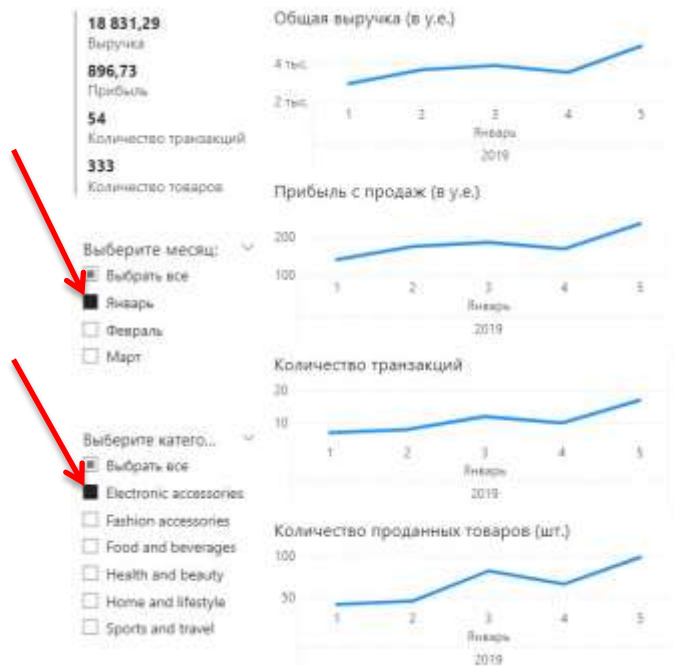 18 831,29
Выручка
896,73
Прибыль
54
Количество транзакций
333
Количество товаров
Выберите месяц:
Выбрать все
Январь
Февраль
Март
Выберите катего...
Выбрать все
Electronic accessories
Fashion accessories
Food and beverages
Health and beauty
Home and lifestyle
Sports and travel
Общая выручка (в у.е.)
4 тыс.
2 тыс.
1 2 3 4 5
Январь
2019
Прибыль с продаж (в у.е.)
200
100
1 2 3 4 5
Январь
2019
Количество транзакций
20
10
1 2 3 4 5
Январь
2019
Количество проданных товаров (шт.)
100
50
1 2 3 4 5
Январь
2019